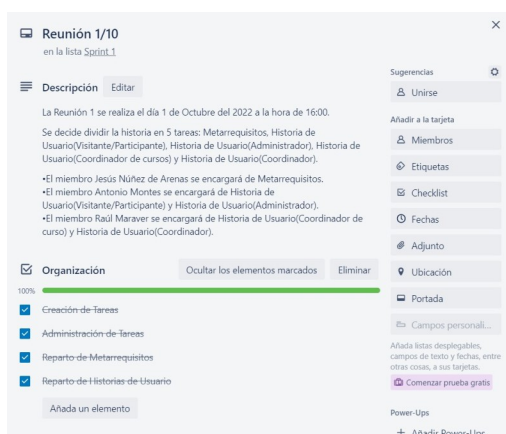 Reunión 1/10
en la lista Sprint 1
Descripción Editar
La Reunión 1 se realiza el día 1 de Octubre del 2022 a la hora de 16:00.
Se decide dividir la historia en 5 tareas: Metarrequisitos, Historia de
Usuario(Visitante/Participante), Historia de Usuario(Administrador), Historia de
Usuario(Coordinador de cursos) y Historia de Usuario(Coordinador).
•El miembro Jesús Núñez de Arenas se encargará de Metarrequisitos.
•El miembro Antonio Montes se encargará de Historia de
Usuario(Visitante/Participante) y Historia de Usuario(Administrador).
•El miembro Raúl Maraver se encargará de Historia de Usuario(Coordinador de
curso) y Historia de Usuario(Coordinador).
Organización Ocultar los elementos marcados Eliminar
100%
Creación de Tareas
Administración de Tareas
Reparto de Metarrequisitos
Reparto de Historias de Usuario
Añada un elemento
Sugerencias
Unirse
Añadir a la tarjeta
Miembros
Etiquetas
Checklist
Fechas
Adjunto
Ubicación
Portada
Campos personali...
Añada listas desplegables,
campos de texto y fechas, entre
otras cosas, a sus tarjetas.
Comenzar prueba gratis
Power-Ups
+ Añadir Power-Ups